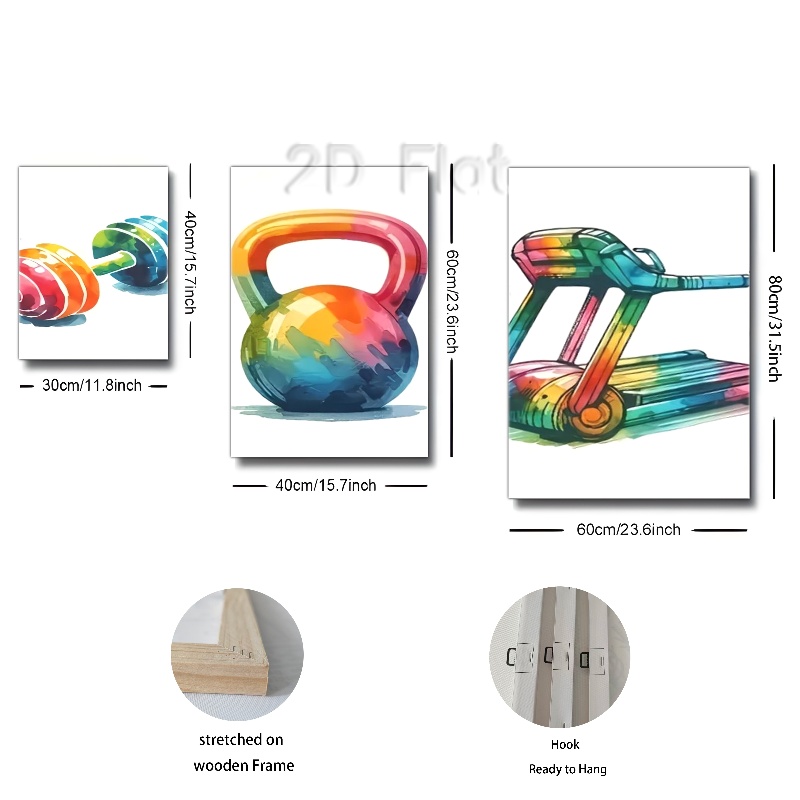 2D Flat
40cm/15.7inch
30cm/11.8inch
60cm/23.6inch
40cm/15.7inch
80cm/31.5inch
60cm/23.6inch
stretched on
wooden Frame
Hook
Ready to Hang